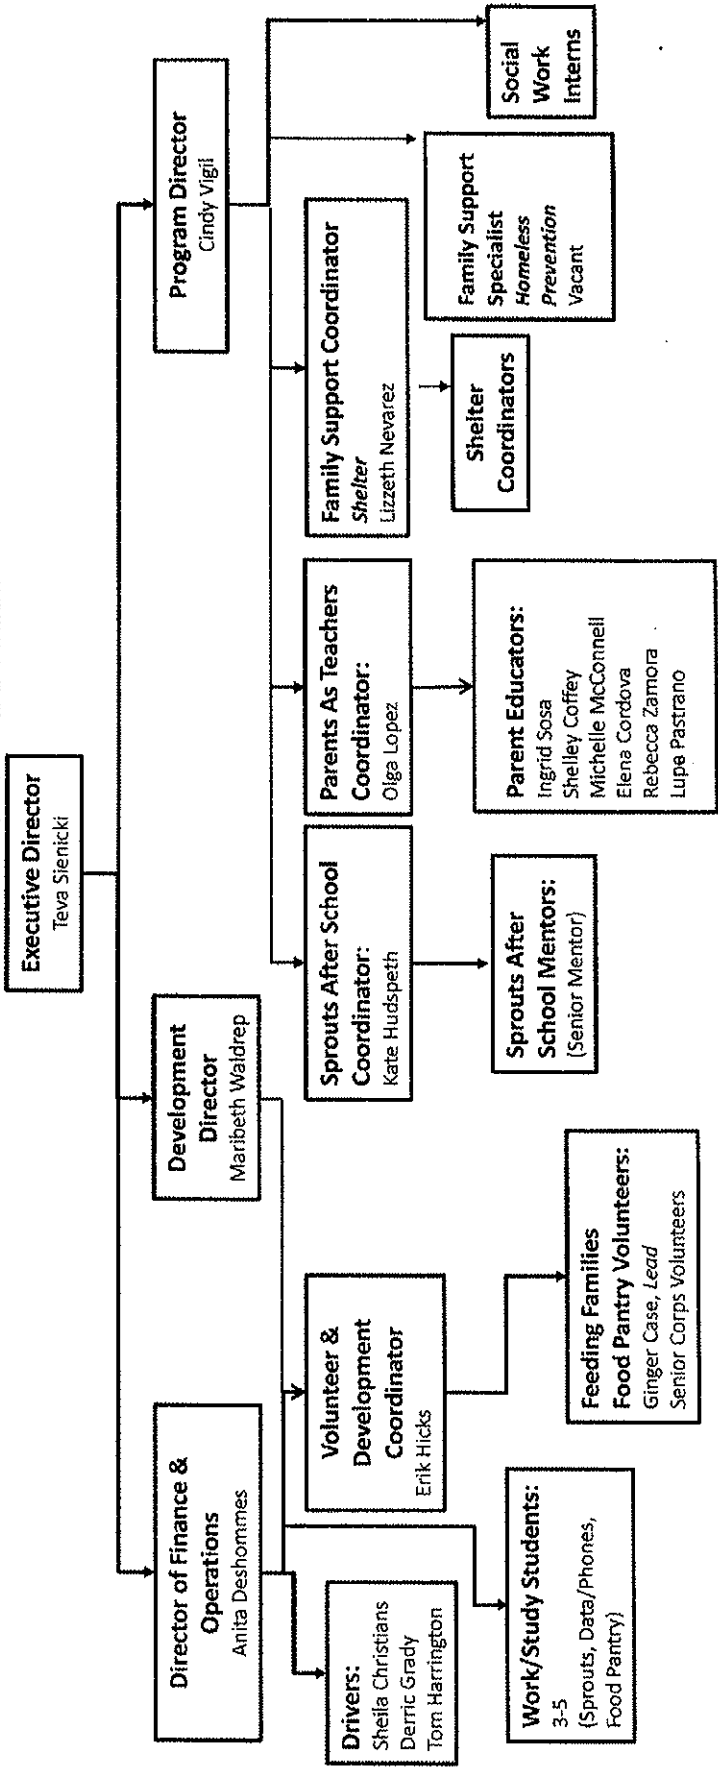 Executive Director
Teva Sienicki
Director of Finance &
Operations
Anita Deshommes
Development
Director
Maribeth Waldrep
Program Director
Cindy Vigil
Drivers:
Sheila Christians
Derric Grady
Tom Harrington
Volunteer &
Development
Coordinator
Erik Hicks
Sprouts After School
Coordinator:
Kate Hudspeth
Parents As Teachers
Coordinator:
Olga Lopez
Family Support Coordinator
Shelter
Lizzeth Nevarez
Family Support
Specialist
Homeless
Prevention
Vacant
Social
Work
Interns
Work/Study Students:
3-5
(Sprouts, Data/Phones,
Food Pantry)
Feeding Families
Food Pantry Volunteers:
Ginger Case, Lead
Senior Corps Volunteers
Sprouts After
School Mentors:
(Senior Mentor)
Parent Educators:
Ingrid Sosa
Shelley Coffey
Michelle McConnell
Elena Cordova
Rebecca Zamora
Lupe Pastrano
Shelter
Coordinators